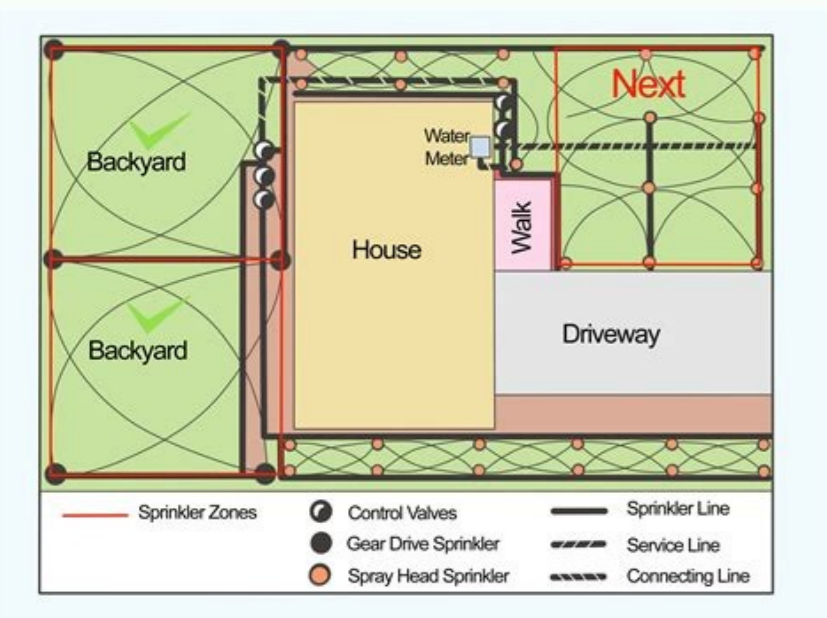 Next
Backyard
Water
Meter
House
Walk
Driveway
Backyard
Sprinkler Zones
Control Valves
Gear Drive Sprinkler
Spray Head Sprinkler
Sprinkler Line
Service Line
Connecting Line